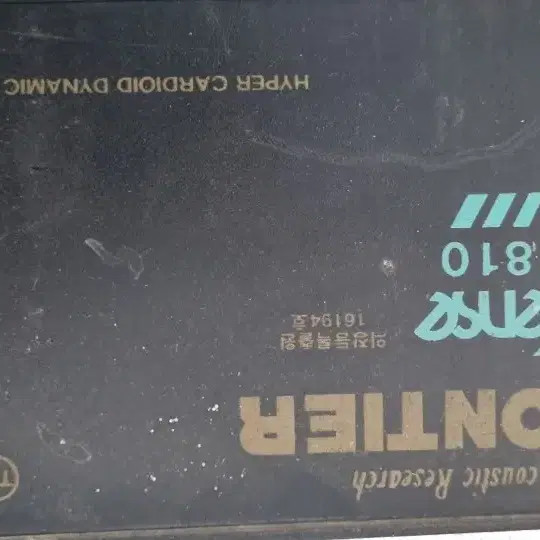 coustic Research
ONTIER
ense
의장등록출원
16194호
810
HYPER CARDIOID DYNAMIC